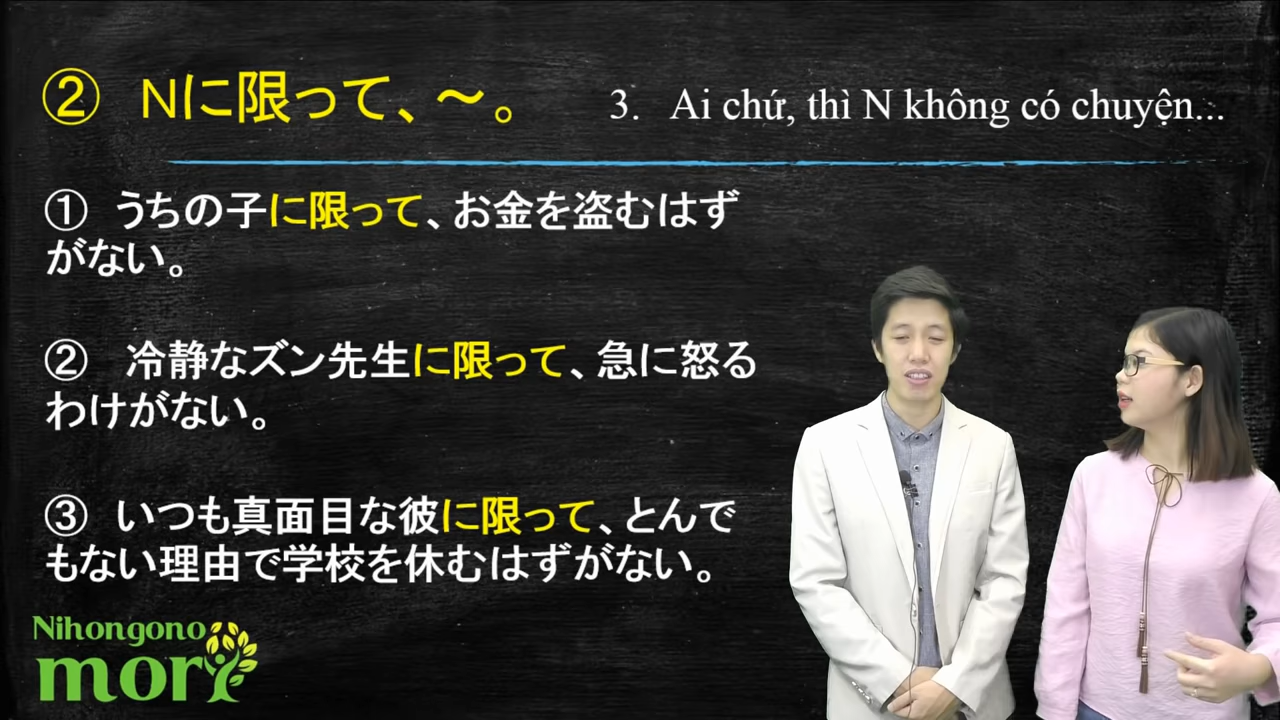 ② Nに限って、～。 3. Ai chứ, thì N không có chuyện...
① うちの子に限って、お金を盗むはず
がない。
② 冷静なズン先生に限って、急に怒る
わけがない。
③ いつも真面目な彼に限って、とんで
もない理由で学校を休むはずがない。
Nihongono
mori